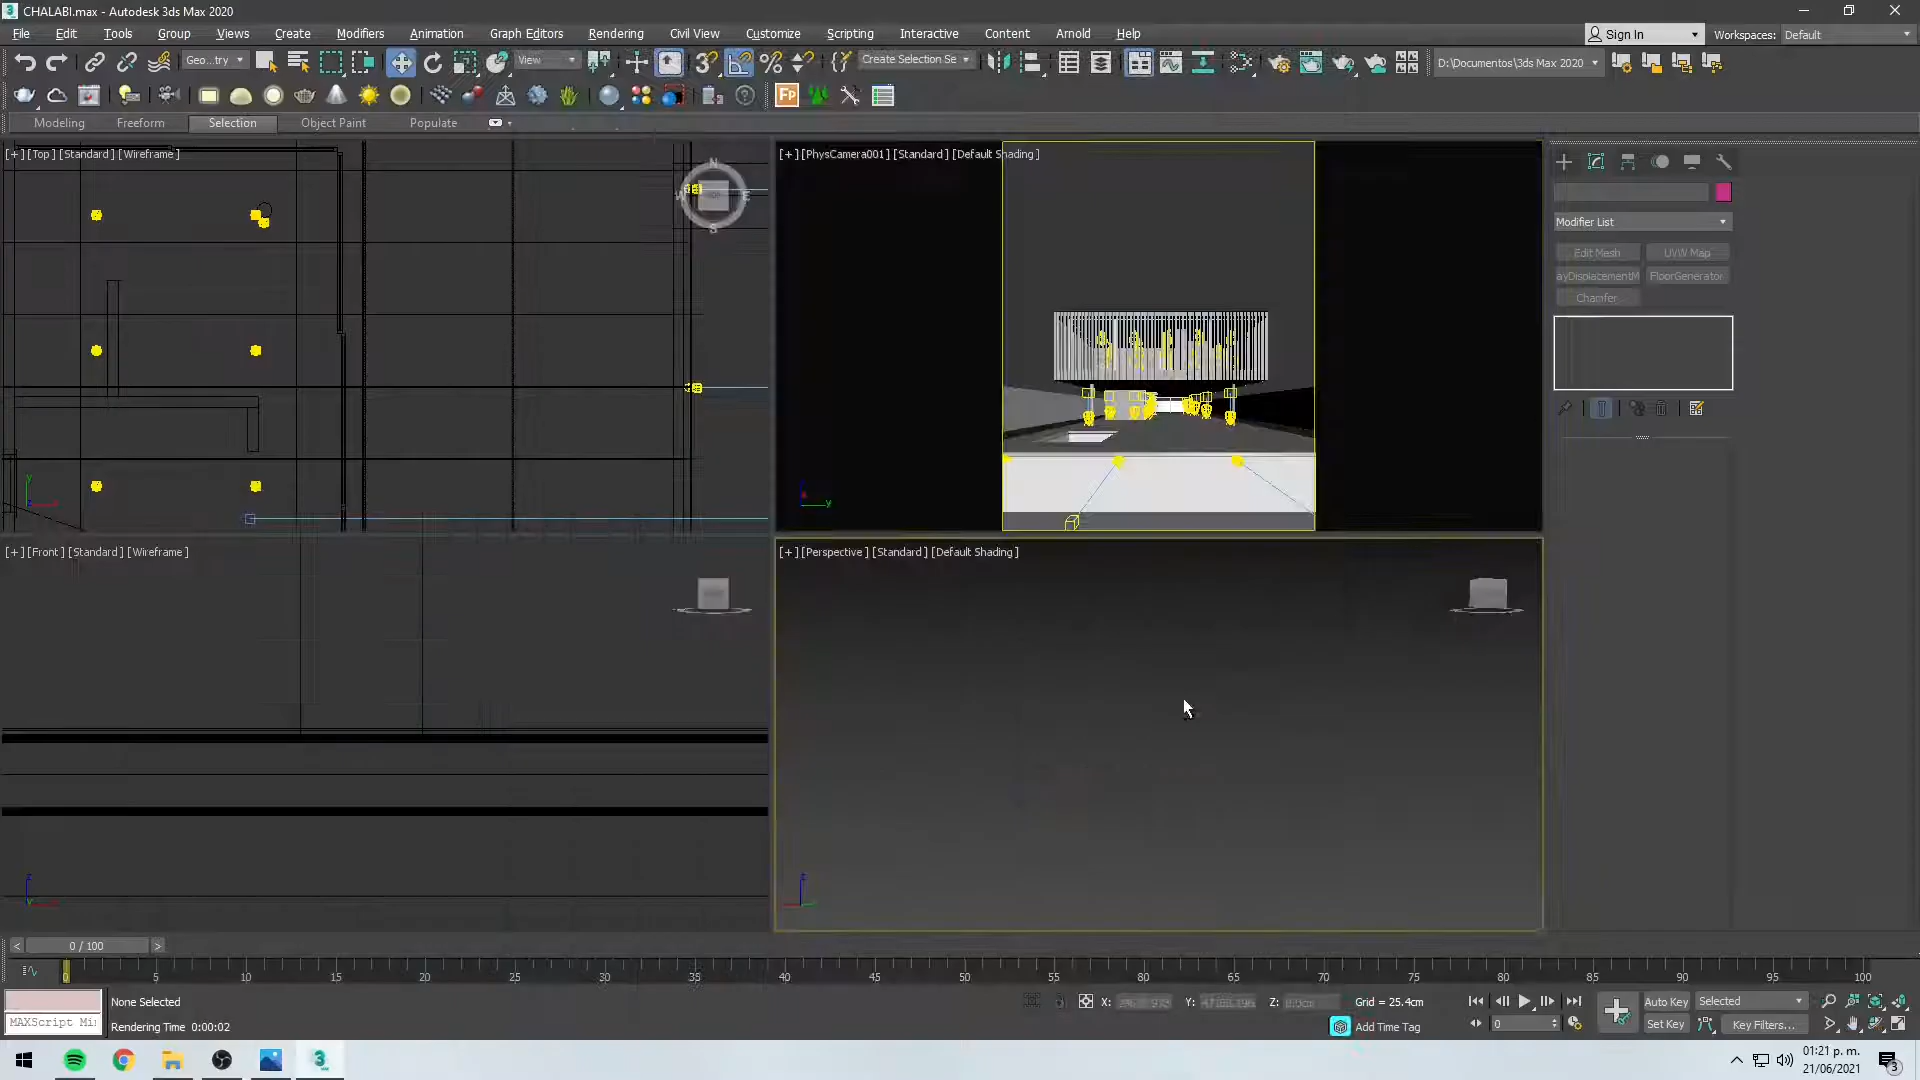 CHALABI.max - Autodesk 3ds Max 2020
File Edit Tools Group Views Create Modifiers Animation Graph Editors Rendering Civil View Customize Scripting Interactive Content Arnold Help
Sign In Workspaces: Default
Geo...try View Create Selection Se D:\Documentos\3ds Max 2020
Fp
Modeling Freeform Selection Object Paint Populate
[+] [Top] [Standard] [Wireframe]
[+] [PhysCamera001] [Standard] [Default Shading]
N
E
S
Modifier List
Edit Mesh UVW Map
ayDisplacementM FloorGenerator
Chamfer
[+] [Front] [Standard] [Wireframe]
[+] [Perspective] [Standard] [Default Shading]
< 0 / 100 >
0 5 10 15 20 25 30 35 40 45 50 55 60 65 70 75 80 85 90 95 100
None Selected
X: Y: Z: Grid = 25.4cm
Auto Key Selected
MAXScript Mi
Rendering Time 0:00:02
Add Time Tag
0
Set Key Key Filters...
01:21 p. m.
21/06/2021
3